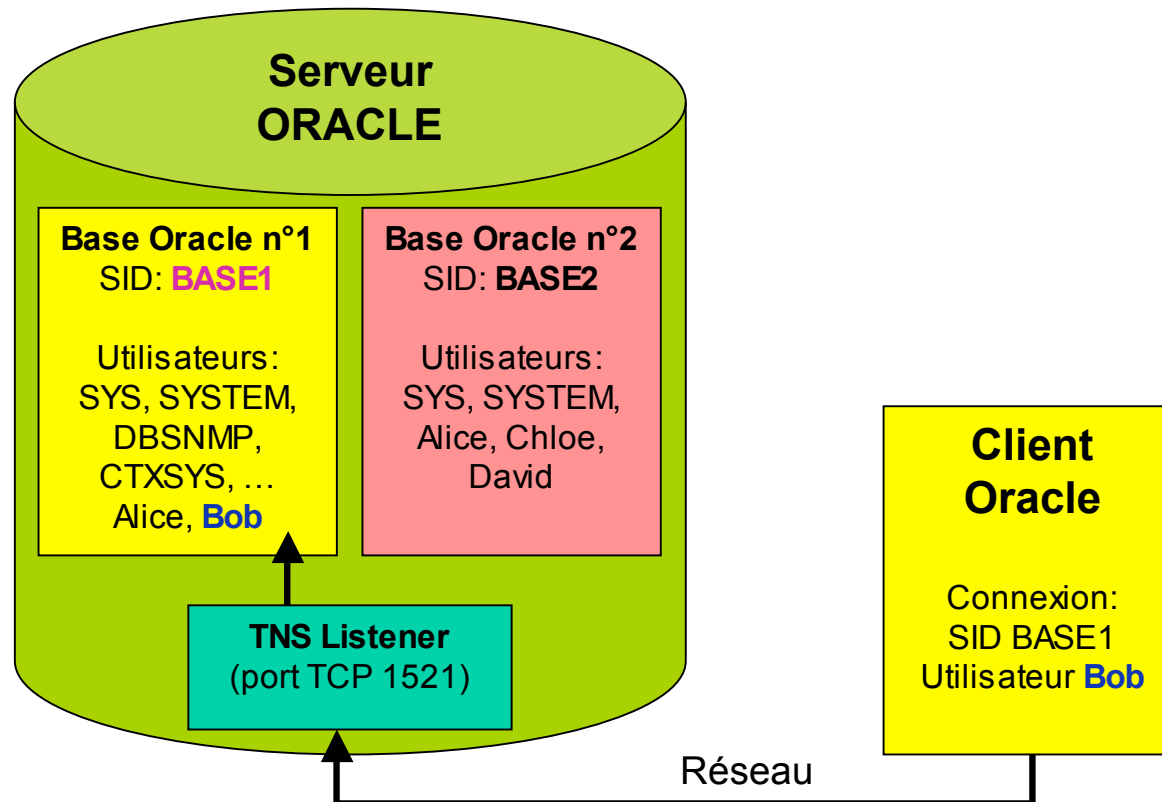 Serveur
ORACLE
Base Oracle n°1
SID: BASE1
Utilisateurs:
SYS, SYSTEM,
DBSNMP,
CTXSYS, …
Alice, Bob
Base Oracle n°2
SID: BASE2
Utilisateurs:
SYS, SYSTEM,
Alice, Chloe,
David
TNS Listener
(port TCP 1521)
Client
Oracle
Connexion:
SID BASE1
Utilisateur Bob
Réseau